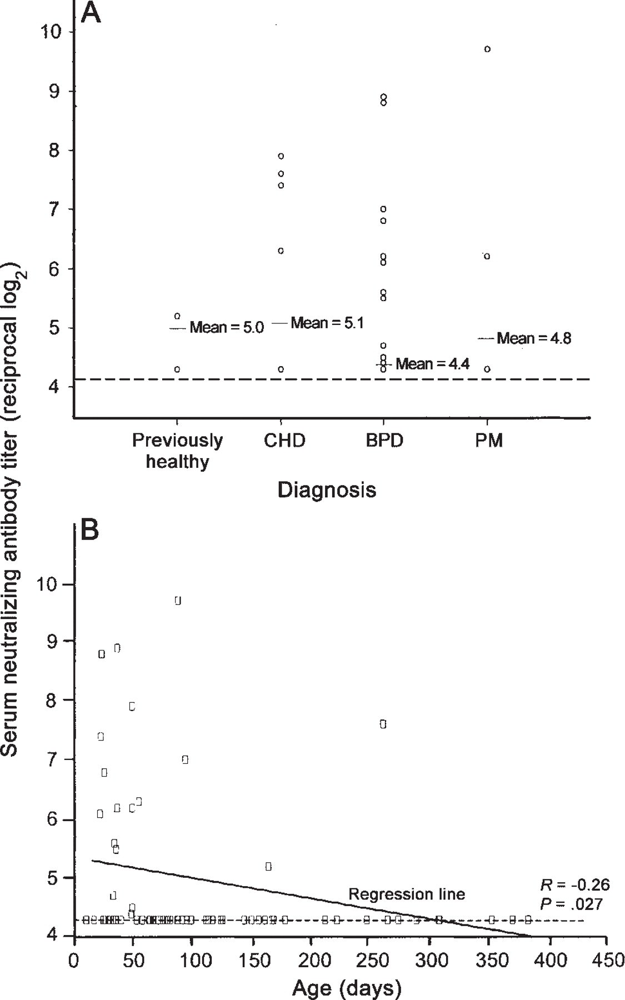 A
10
9
8
7
6
5
4
Mean = 5.0
Mean = 5.1
Mean = 4.4
Mean = 4.8
Previously
healthy
CHD
BPD
PM
Diagnosis
Serum neutralizing antibody titer (reciprocal log2)
B
10
9
8
7
6
5
4
Regression line
R = -0.26
P = .027
0 50 100 150 200 250 300 350 400 450
Age (days)